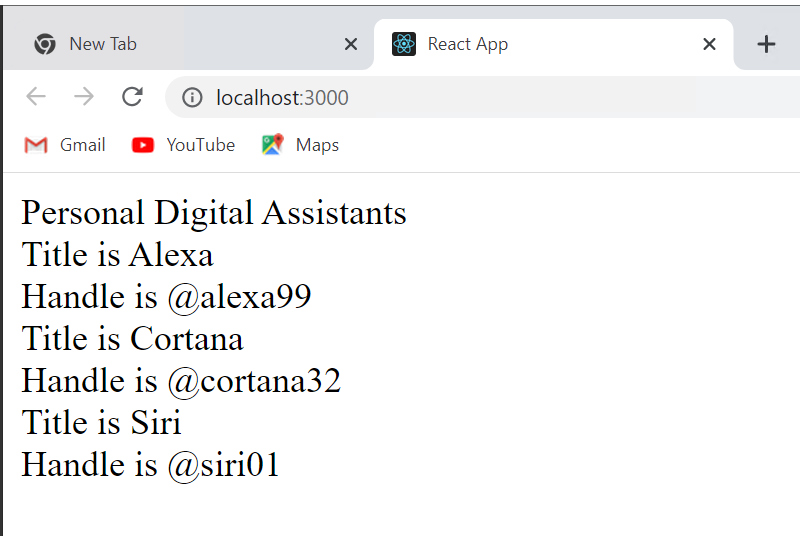 New Tab
React App
localhost:3000
Gmail
YouTube
Maps
Personal Digital Assistants
Title is Alexa
Handle is @alexa99
Title is Cortana
Handle is @cortana32
Title is Siri
Handle is @siri01